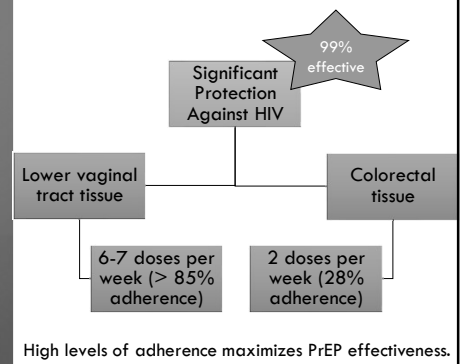 99%
effective
Significant
Protection
Against HIV
Lower vaginal
tract tissue
Colorectal
tissue
6-7 doses per
week (> 85%
adherence)
2 doses per
week (28%
adherence)
High levels of adherence maximizes PrEP effectiveness.